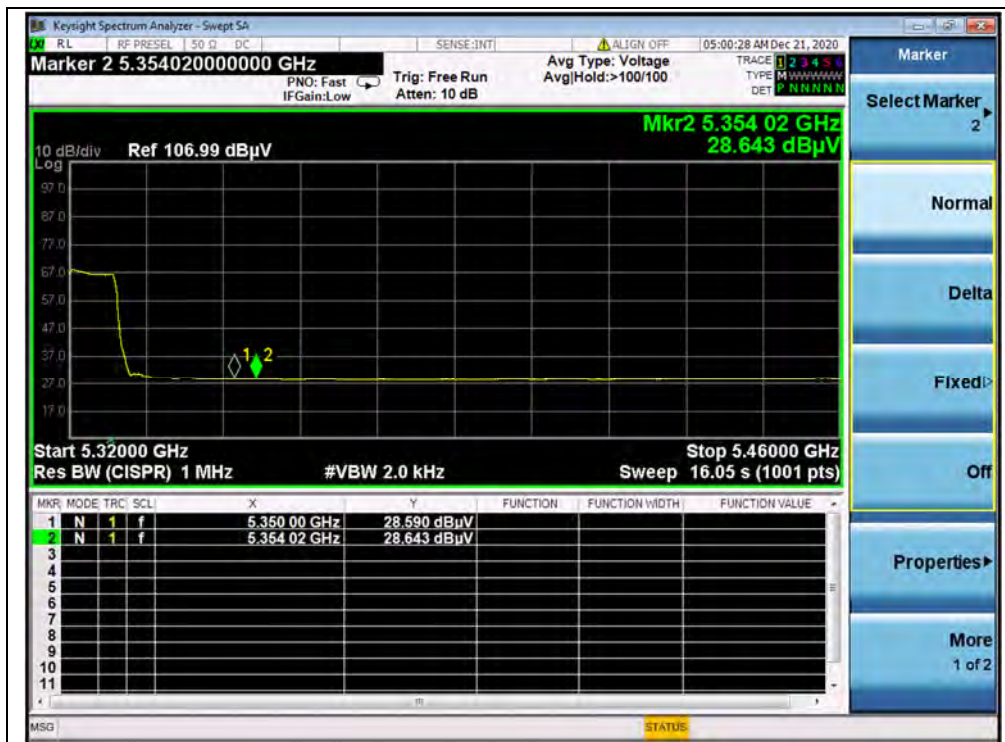 Keysight Spectrum Analyzer - Swept SA
LXI RL RF PRESEL 50 Ω DC SENSE:INT ALIGN OFF 05:00:28 AM Dec 21, 2020
Marker 2 5.354020000000 GHz
PNO: Fast
IFGain:Low
Trig: Free Run
Atten: 10 dB
Avg Type: Voltage
Avg|Hold:>100/100
TRACE 1 2 3 4 5 6
TYPE M W W W W W
DET P N N N N N
Mkr2 5.354 02 GHz
28.643 dBµV
10 dB/div Ref 106.99 dBµV
Log
97.0
87.0
77.0
67.0
57.0
47.0
37.0
27.0
17.0
1 2
Start 5.32000 GHz Stop 5.46000 GHz
Res BW (CISPR) 1 MHz #VBW 2.0 kHz Sweep 16.05 s (1001 pts)
MKR MODE TRC SCL X Y FUNCTION FUNCTION WIDTH FUNCTION VALUE
1 N 1 f 5.350 00 GHz 28.590 dBµV
2 N 1 f 5.354 02 GHz 28.643 dBµV
3
4
5
6
7
8
9
10
11
MSG STATUS
Marker
Select Marker
2
Normal
Delta
Fixed
Off
Properties
More
1 of 2